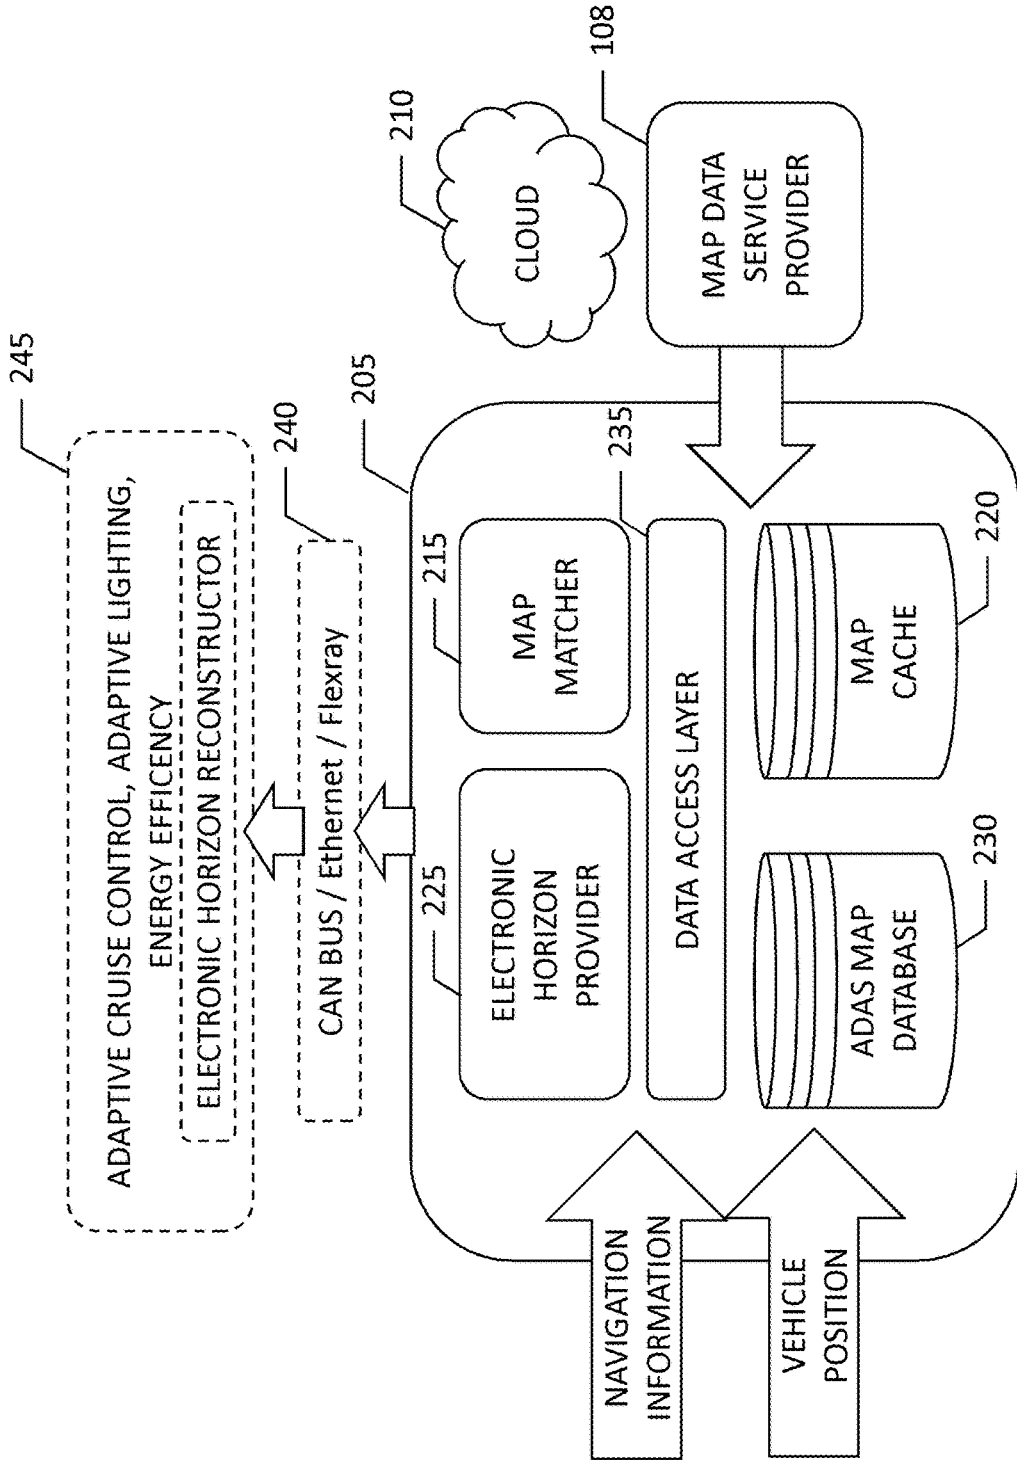 245
ADAPTIVE CRUISE CONTROL, ADAPTIVE LIGHTING,
ENERGY EFFICENCY
ELECTRONIC HORIZON RECONSTRUCTOR
240
CAN BUS / Ethernet / Flexray
205
210
CLOUD
108
MAP DATA
SERVICE
PROVIDER
225
ELECTRONIC
HORIZON
PROVIDER
215
MAP
MATCHER
235
DATA ACCESS LAYER
NAVIGATION
INFORMATION
VEHICLE
POSITION
ADAS MAP
DATABASE
230
MAP
CACHE
220